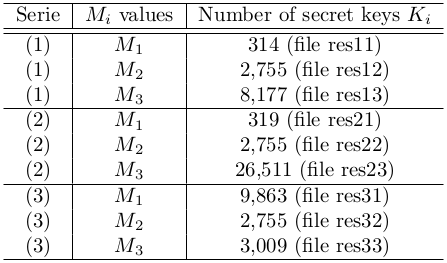 Serie M_i values Number of secret keys K_i
(1) M_1 314 (file res11)
(1) M_2 2,755 (file res12)
(1) M_3 8,177 (file res13)
(2) M_1 319 (file res21)
(2) M_2 2,755 (file res22)
(2) M_3 26,511 (file res23)
(3) M_1 9,863 (file res31)
(3) M_2 2,755 (file res32)
(3) M_3 3,009 (file res33)